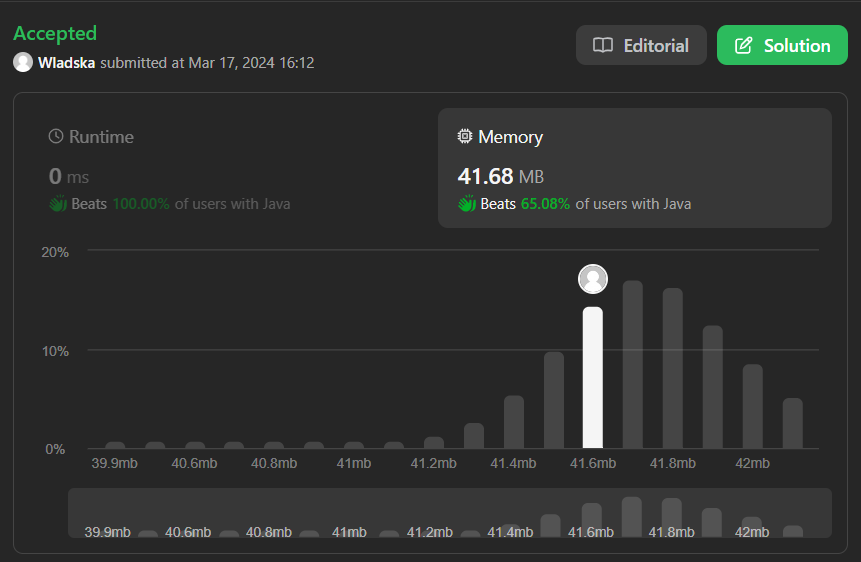 Accepted
Wladska submitted at Mar 17, 2024 16:12
Editorial
Solution
Runtime
0 ms
Beats 100.00% of users with Java
Memory
41.68 MB
Beats 65.08% of users with Java
20%
10%
0%
39.9mb 40.6mb 40.8mb 41mb 41.2mb 41.4mb 41.6mb 41.8mb 42mb
39.9mb 40.6mb 40.8mb 41mb 41.2mb 41.4mb 41.6mb 41.8mb 42mb